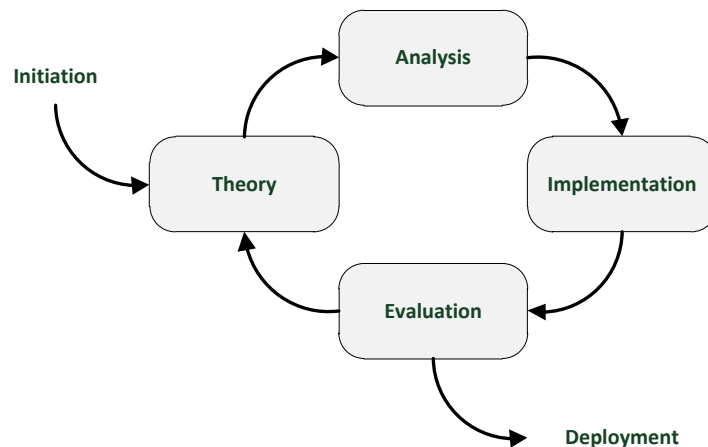 Analysis
Initiation
Theory
Implementation
Evaluation
Deployment